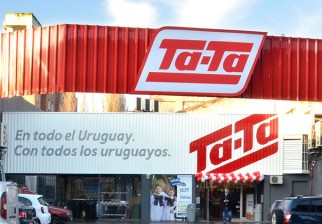 Ta-Ta
En todo el Uruguay.
Con todos los uruguayos.
Ta-Ta